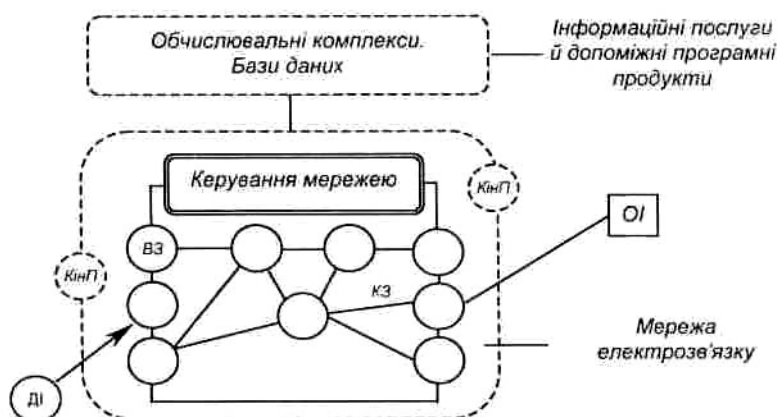 Обчислювальні комплекси.
Бази даних
Інформаційні послуги
й допоміжні програмні
продукти
Керування мережею
КінП
ОІ
ВЗ
КінП
КЗ
Мережа
електрозв'язку
ДІ